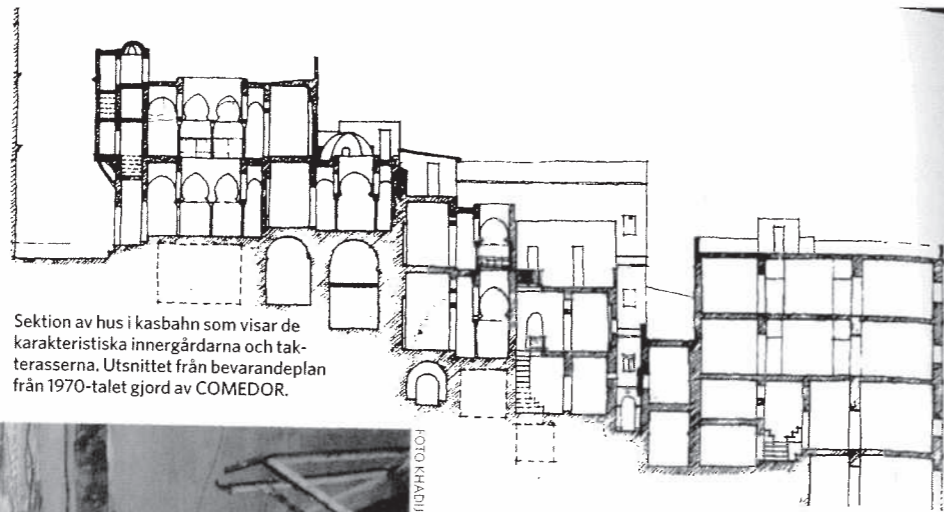 Sektion av hus i kasbahn som visar de
karakteristiska innergårdarna och tak-
terasserna. Utsnittet från bevarandeplan
från 1970-talet gjord av COMEDOR.
FOTO KHADIJ